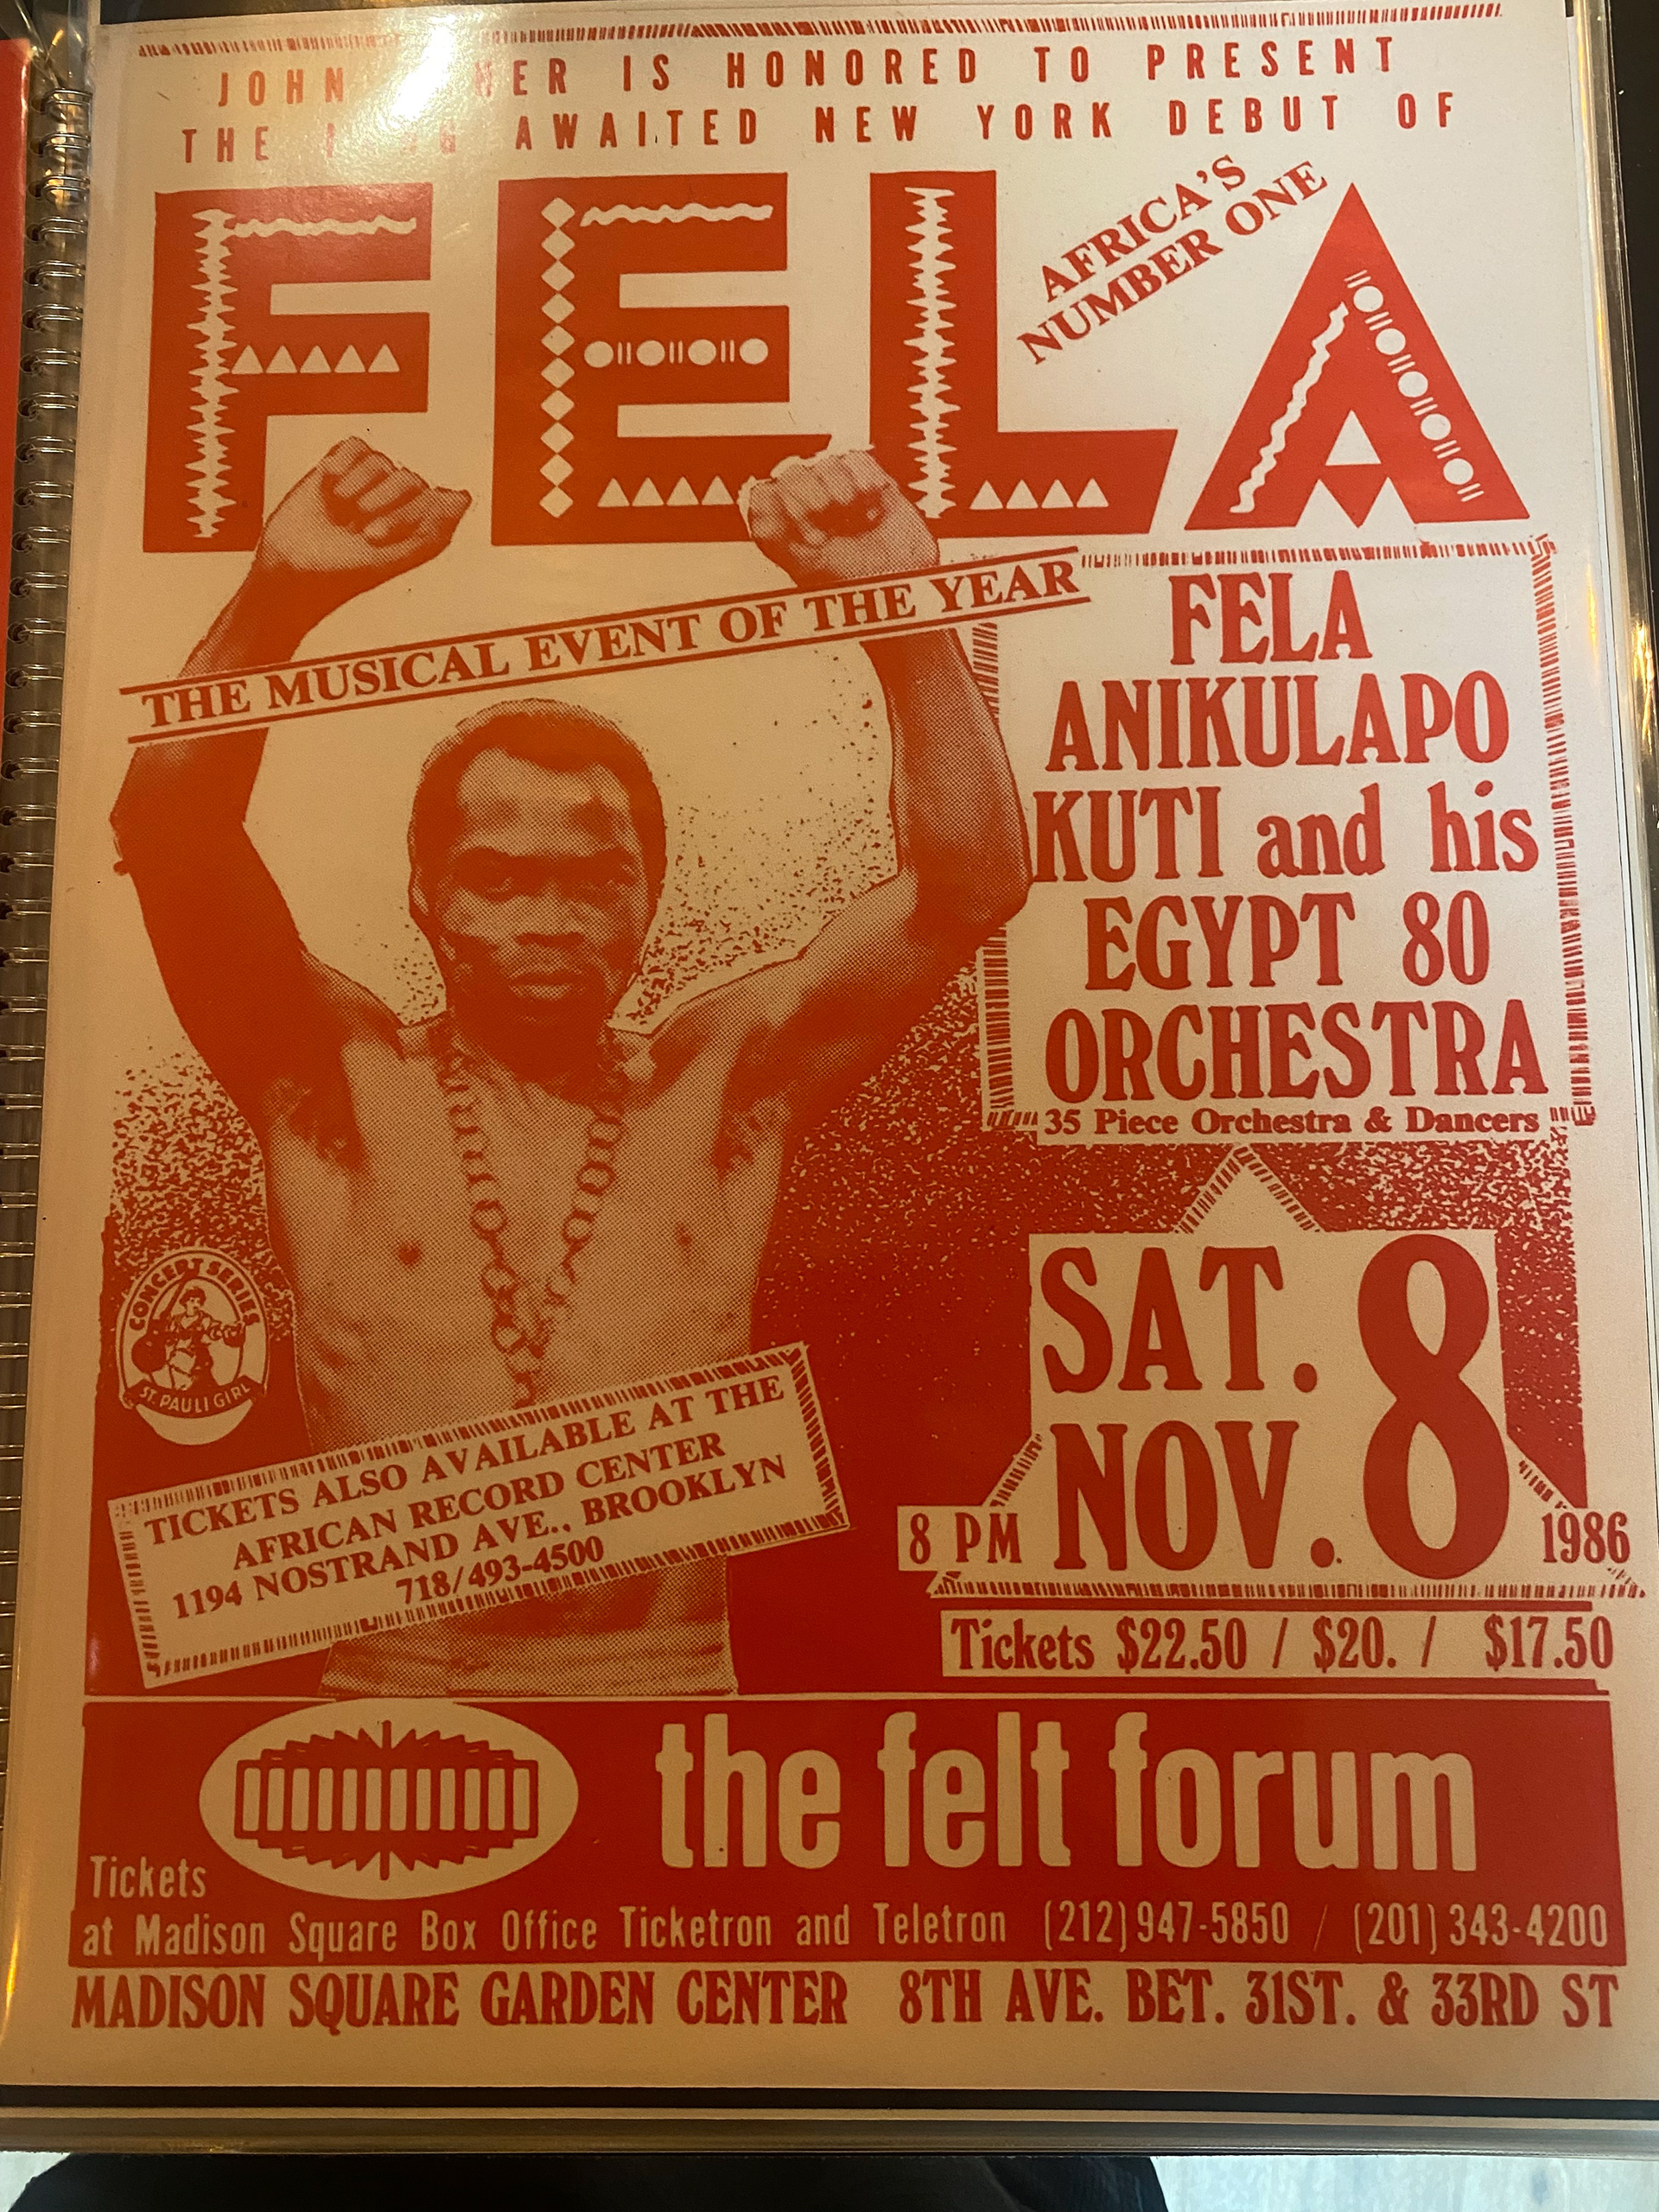 JOHN IS HONORED TO PRESENT
THE AWAITED NEW YORK DEBUT OF
FELA
AFRICA'S
NUMBER ONE
THE MUSICAL EVENT OF THE YEAR
FELA
ANIKULAPO
KUTI and his
EGYPT 80
ORCHESTRA
35 Piece Orchestra & Dancers
CONCERT SERIES
ST. PAULI GIRL
SAT.
NOV. 8
8 PM
1986
TICKETS ALSO AVAILABLE AT THE
AFRICAN RECORD CENTER
1194 NOSTRAND AVE., BROOKLYN
718/493-4500
Tickets $22.50 / $20. / $17.50
the felt forum
Tickets
at Madison Square Box Office Ticketron and Teletron (212) 947-5850 / (201) 343-4200
MADISON SQUARE GARDEN CENTER 8TH AVE. BET. 31ST. & 33RD ST